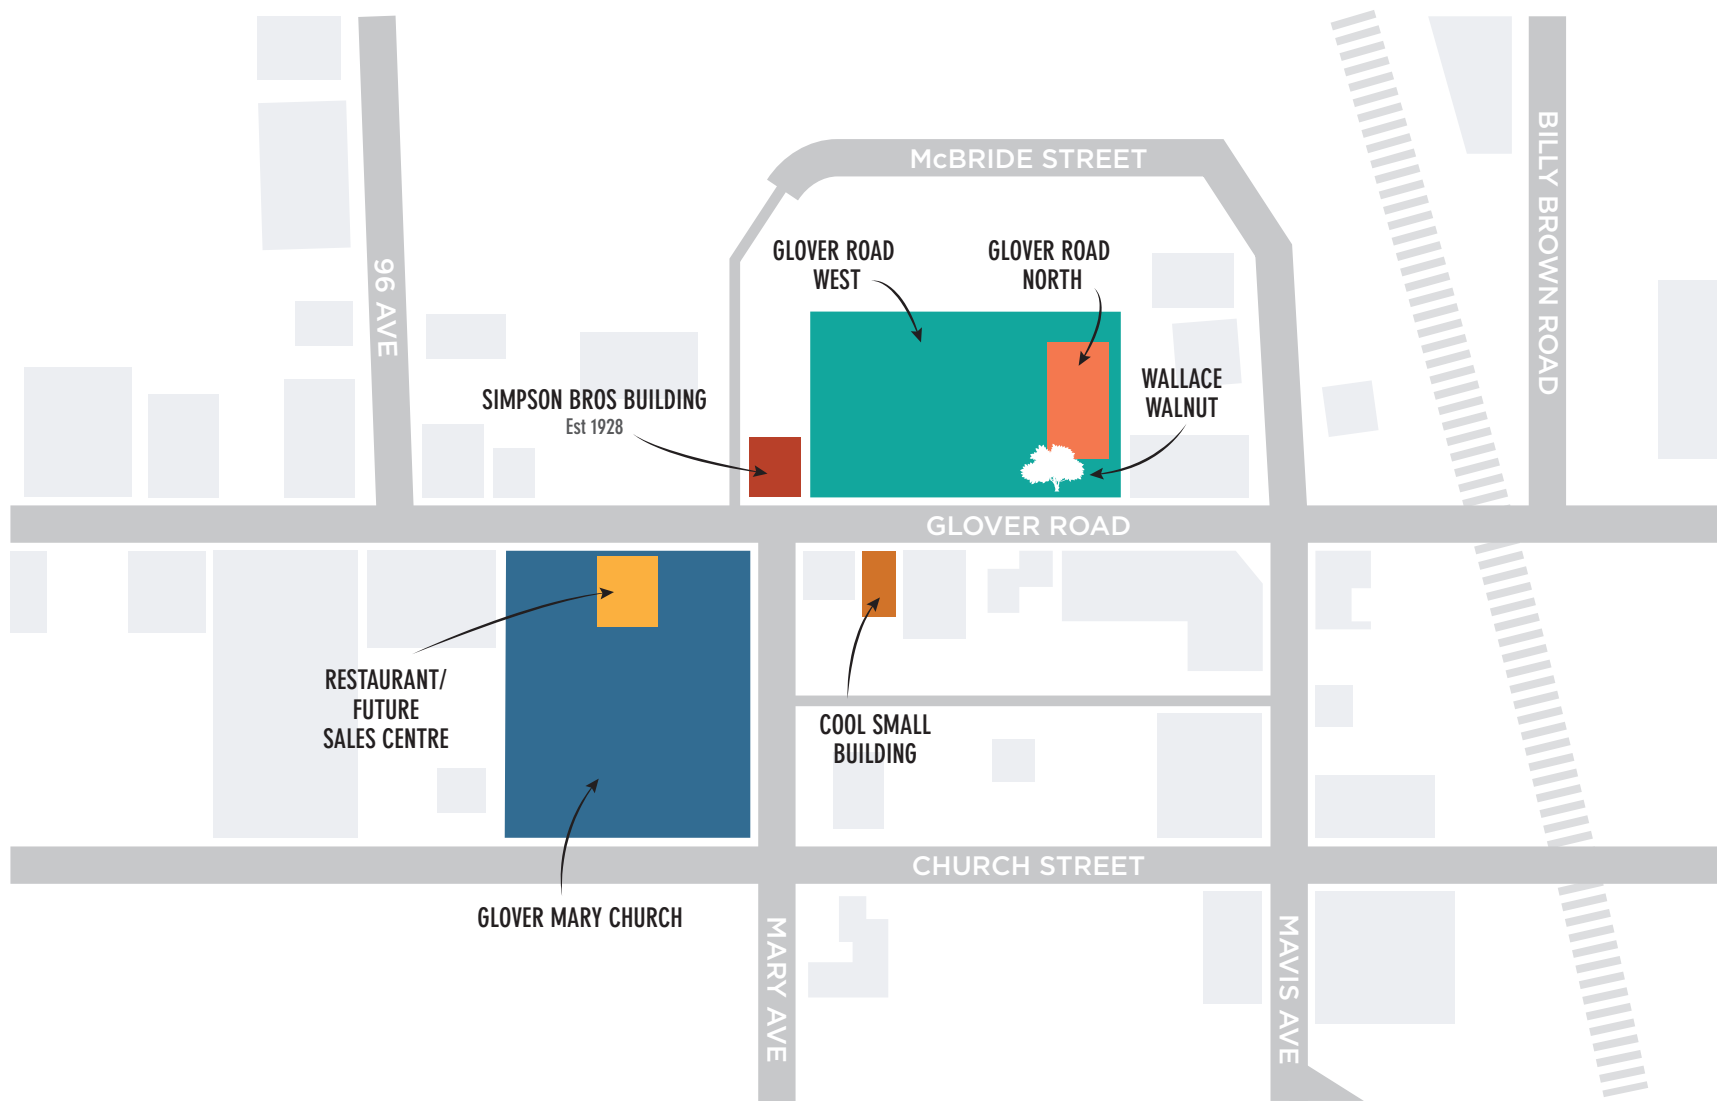 McBRIDE STREET
BILLY BROWN ROAD
96 AVE
GLOVER ROAD
WEST
GLOVER ROAD
NORTH
WALLACE
WALNUT
SIMPSON BROS BUILDING
Est 1928
GLOVER ROAD
RESTAURANT/
FUTURE
SALES CENTRE
COOL SMALL
BUILDING
CHURCH STREET
GLOVER MARY CHURCH
MARY AVE
MAVIS AVE